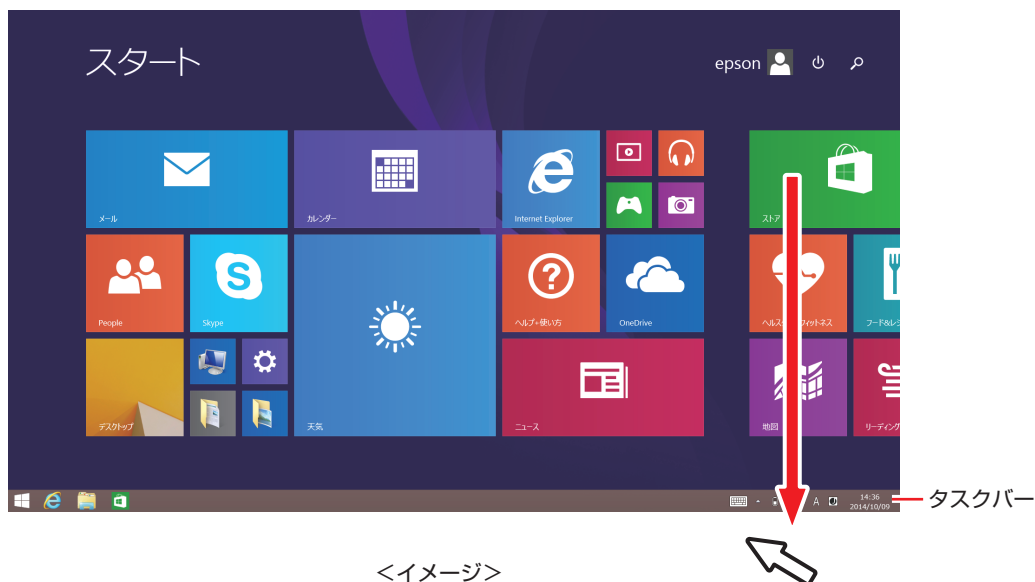 スタート
epson
メール
カレンダー
Internet Explorer
ストア
People
Skype
ヘルプ+使い方
OneDrive
デスクトップ
天気
ニュース
地図
A
14:36
2014/10/09
タスクバー
<イメージ>